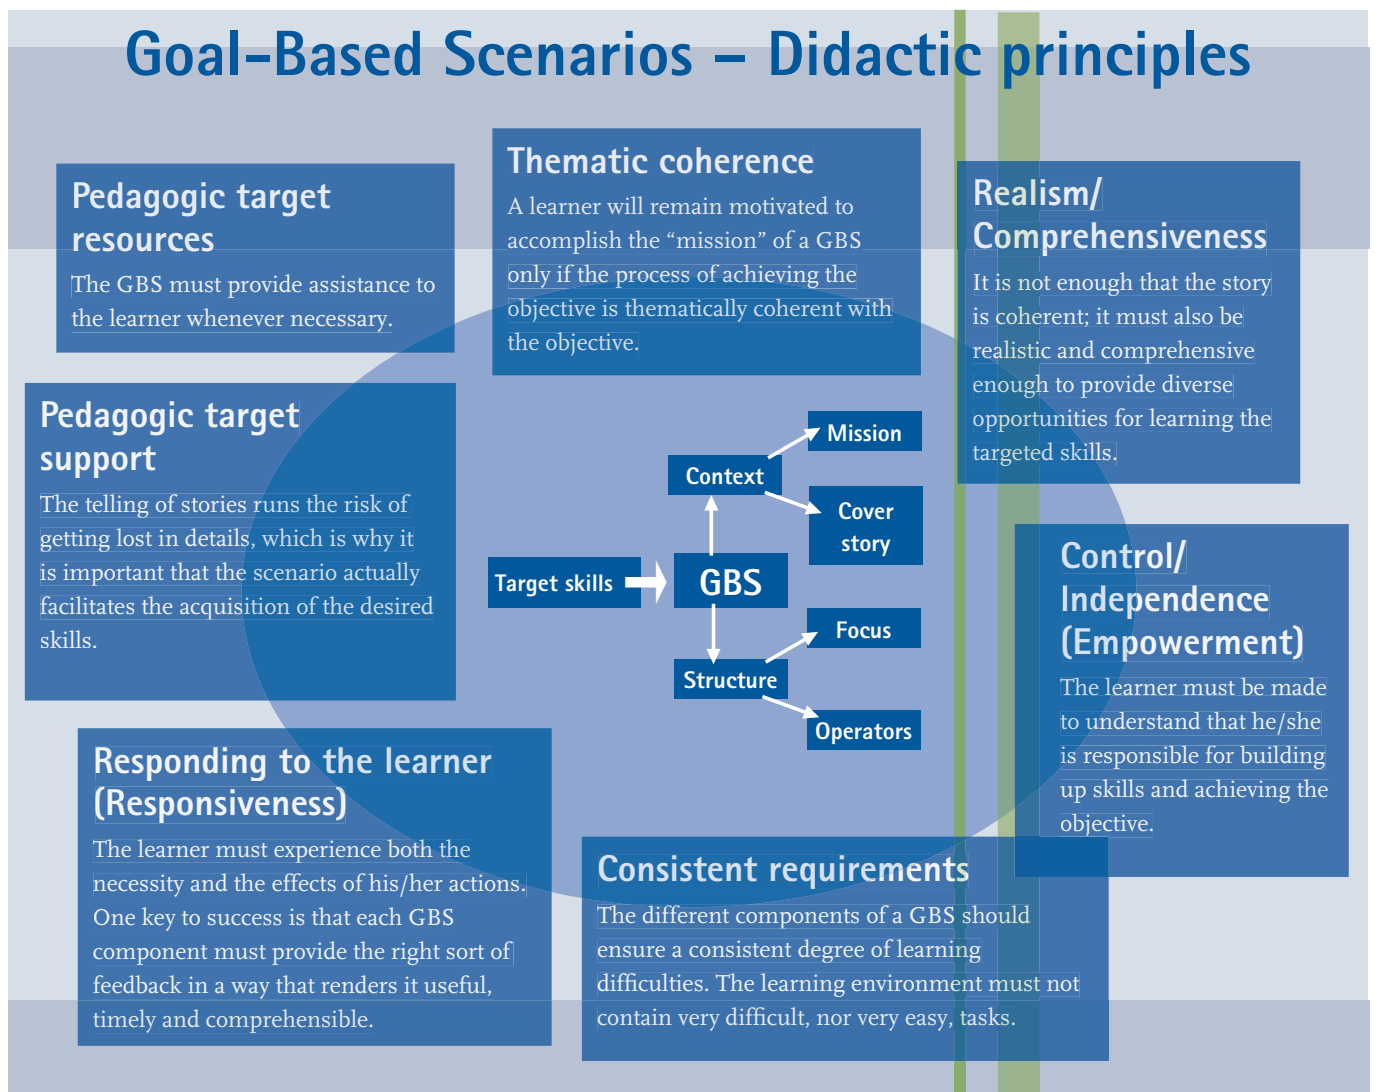 Goal-Based Scenarios – Didactic principles
Pedagogic target
resources
The GBS must provide assistance to
the learner whenever necessary.
Thematic coherence
A learner will remain motivated to
accomplish the “mission” of a GBS
only if the process of achieving the
objective is thematically coherent with
the objective.
Realism/
Comprehensiveness
It is not enough that the story
is coherent; it must also be
realistic and comprehensive
enough to provide diverse
opportunities for learning the
targeted skills.
Pedagogic target
support
The telling of stories runs the risk of
getting lost in details, which is why it
is important that the scenario actually
facilitates the acquisition of the desired
skills.
Mission
Context
Cover
story
Target skills
GBS
Focus
Structure
Operators
Control/
Independence
(Empowerment)
The learner must be made
to understand that he/she
is responsible for building
up skills and achieving the
objective.
Responding to the learner
(Responsiveness)
The learner must experience both the
necessity and the effects of his/her actions.
One key to success is that each GBS
component must provide the right sort of
feedback in a way that renders it useful,
timely and comprehensible.
Consistent requirements
The different components of a GBS should
ensure a consistent degree of learning
difficulties. The learning environment must not
contain very difficult, nor very easy, tasks.